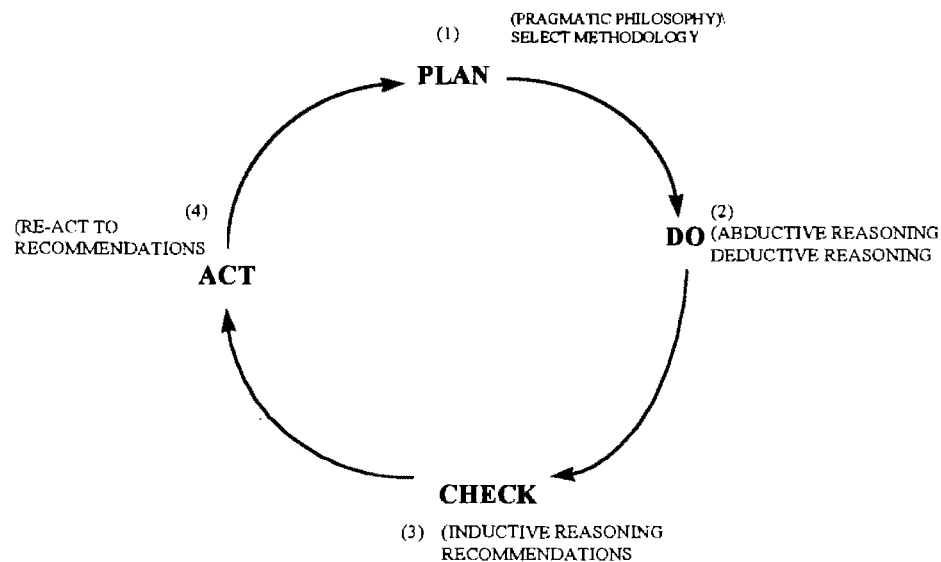 (PRAGMATIC PHILOSOPHY)\
SELECT METHODOLOGY
(1)
PLAN
(2)
DO
(ABDUCTIVE REASONING
DEDUCTIVE REASONING
CHECK
(3) (INDUCTIVE REASONING
RECOMMENDATIONS
(4)
(RE-ACT TO
RECOMMENDATIONS
ACT